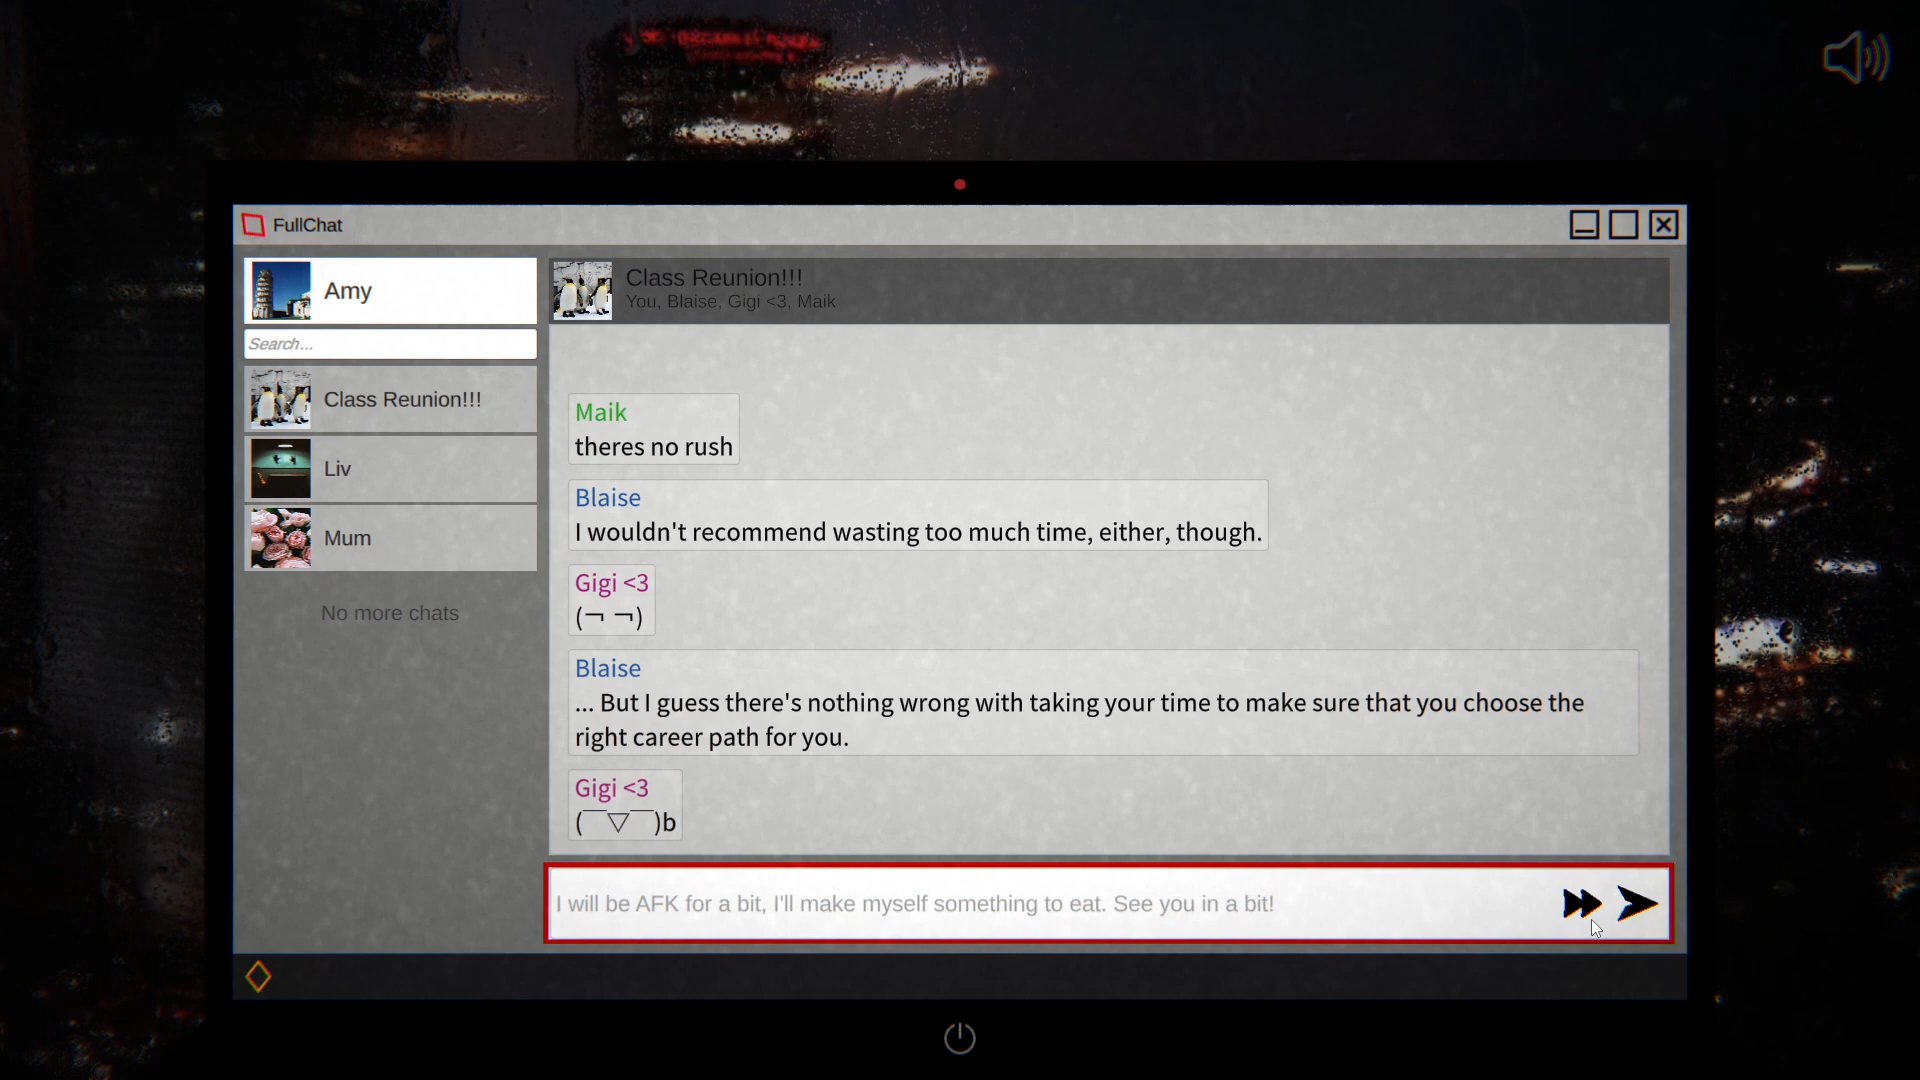 FullChat
Amy
Search...
Class Reunion!!!
Liv
Mum
No more chats
Class Reunion!!!
You, Blaise, Gigi <3, Maik
Maik
theres no rush
Blaise
I wouldn't recommend wasting too much time, either, though.
Gigi <3
(¬ ¬)
Blaise
... But I guess there's nothing wrong with taking your time to make sure that you choose the
right career path for you.
Gigi <3
(￣▽￣)b
I will be AFK for a bit, I'll make myself something to eat. See you in a bit!